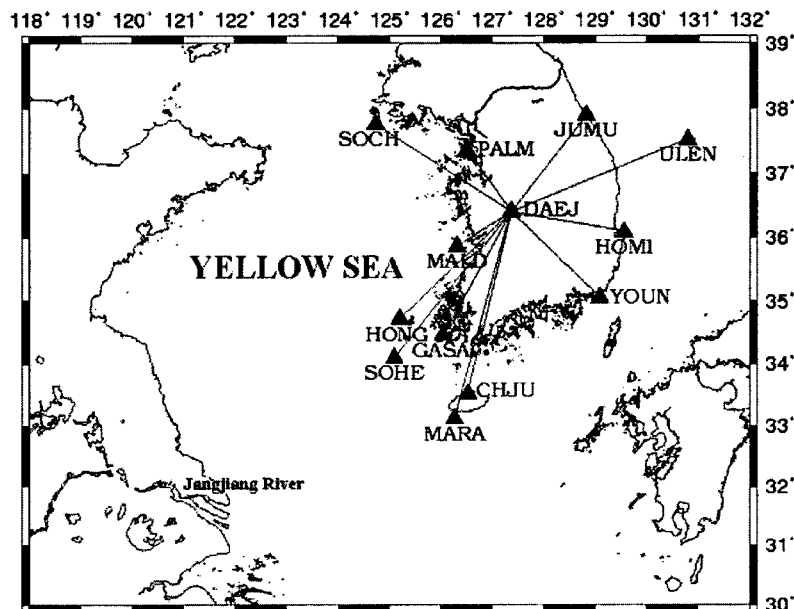 118° 119° 120° 121° 122° 123° 124° 125° 126° 127° 128° 129° 130° 131° 132°
39°
38°
SOCH
JUMU
PALM
ULEN
37°
DAEJ
HOMI
36°
MALD
YELLOW SEA
YOUN
35°
HONG
GASA
SOHE
34°
CHJU
MARA
33°
32°
Jangjiang River
31°
30°